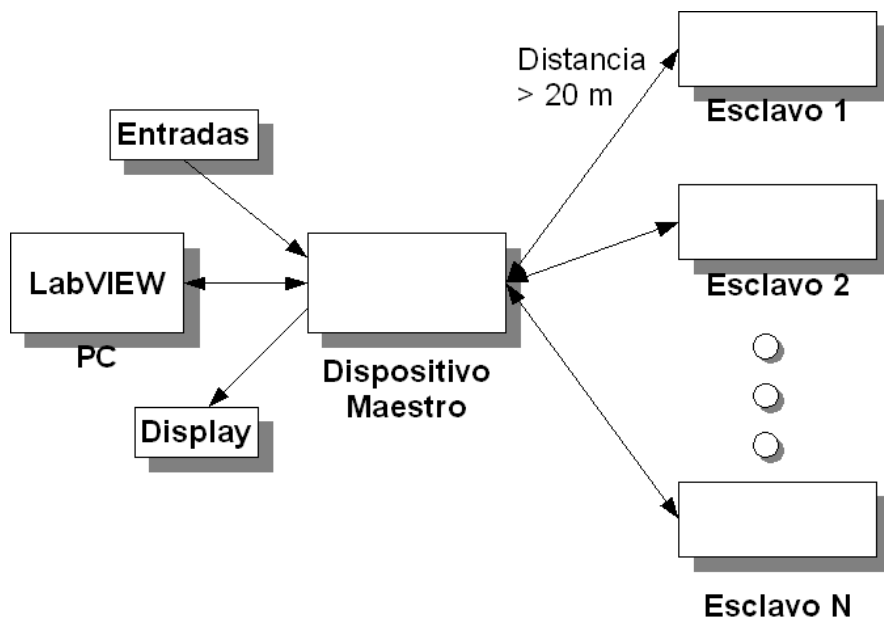 Distancia
> 20 m
Esclavo 1
Entradas
LabVIEW
PC
Dispositivo
Maestro
Display
Esclavo 2
Esclavo N